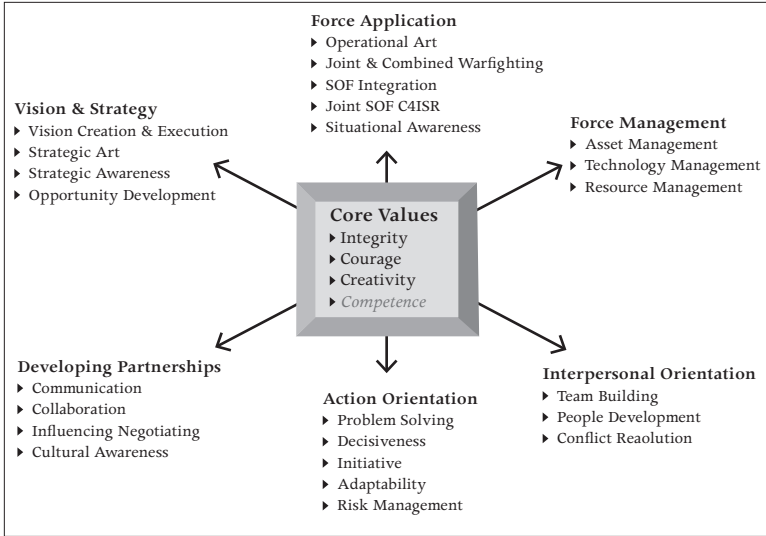 Force Application
Operational Art
Joint & Combined Warfighting
SOF Integration
Joint SOF C4ISR
Situational Awareness
Vision & Strategy
Vision Creation & Execution
Strategic Art
Strategic Awareness
Opportunity Development
Force Management
Asset Management
Technology Management
Resource Management
Core Values
Integrity
Courage
Creativity
Competence
Developing Partnerships
Communication
Collaboration
Influencing Negotiating
Cultural Awareness
Action Orientation
Problem Solving
Decisiveness
Initiative
Adaptability
Risk Management
Interpersonal Orientation
Team Building
People Development
Conflict Reaolution